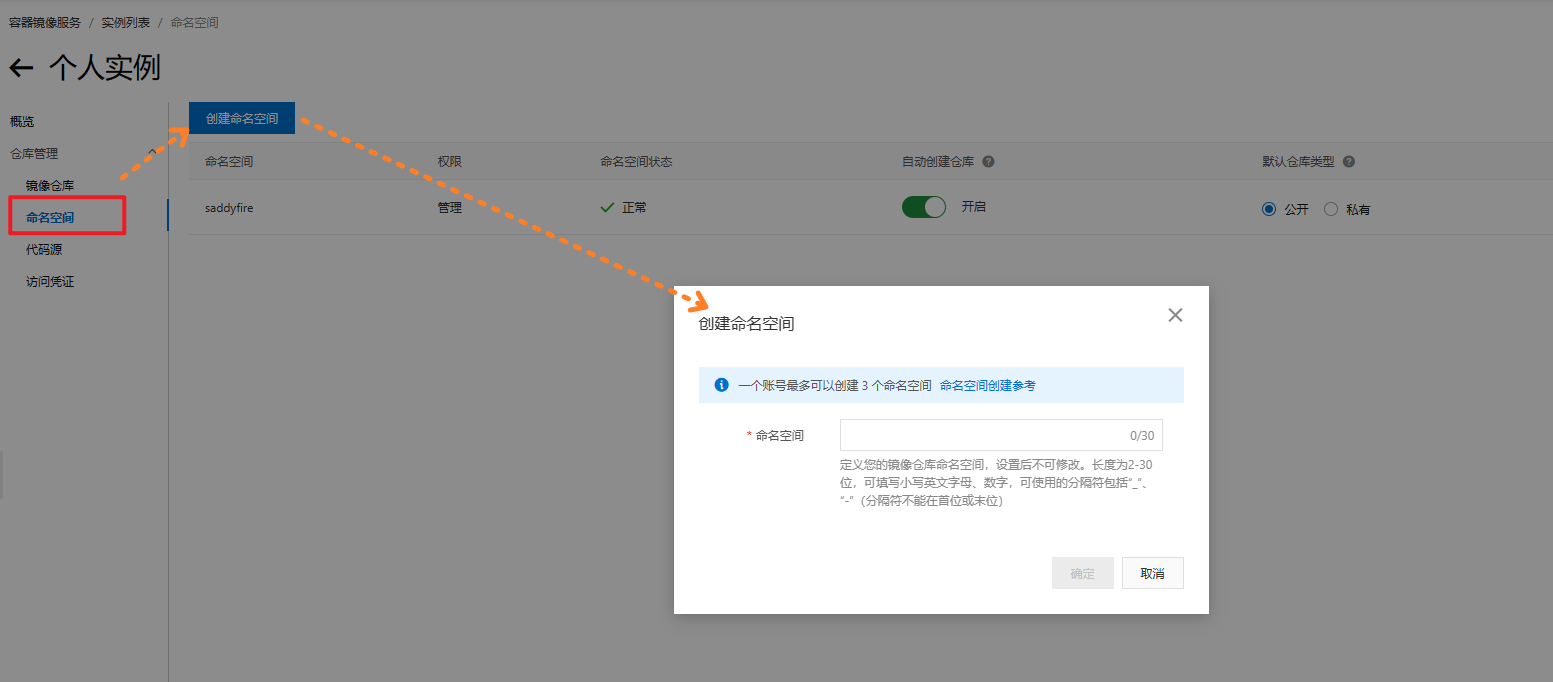 容器镜像服务 / 实例列表 / 命名空间
个人实例
概览
仓库管理
镜像仓库
命名空间
代码源
访问凭证
创建命名空间
命名空间 权限 命名空间状态 自动创建仓库 默认仓库类型
saddyfire 管理 正常 开启 公开 私有
创建命名空间
一个账号最多可以创建 3 个命名空间 命名空间创建参考
* 命名空间 0/30
定义您的镜像仓库命名空间，设置后不可修改。长度为2-30
位，可填写小写英文字母、数字，可使用的分隔符包括“_”、
“-”（分隔符不能在首位或末位）
确定 取消